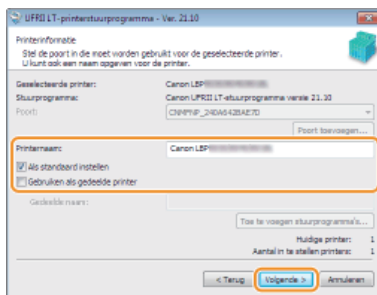 UFRII LT-printerstuurprogramma - Ver. 21.10
Printerinformatie
Stel de poort in die moet worden gebruikt voor de geselecteerde printer.
U kunt ook een naam opgeven voor de printer.
Geselecteerde printer: Canon LBP
Stuurprogramma: Canon UFRII LT-stuurprogramma versie 21.10
Poort: CNMFNP_240A642BAE7D
Poort toevoegen...
Printernaam: Canon LBP
Als standaard instellen
Gebruiken als gedeelde printer
Gedeelde naam:
Toe te voegen stuurprogramma's...
Huidige printer: 1
Aantal in te stellen printers: 1
< Terug Volgende > Annuleren